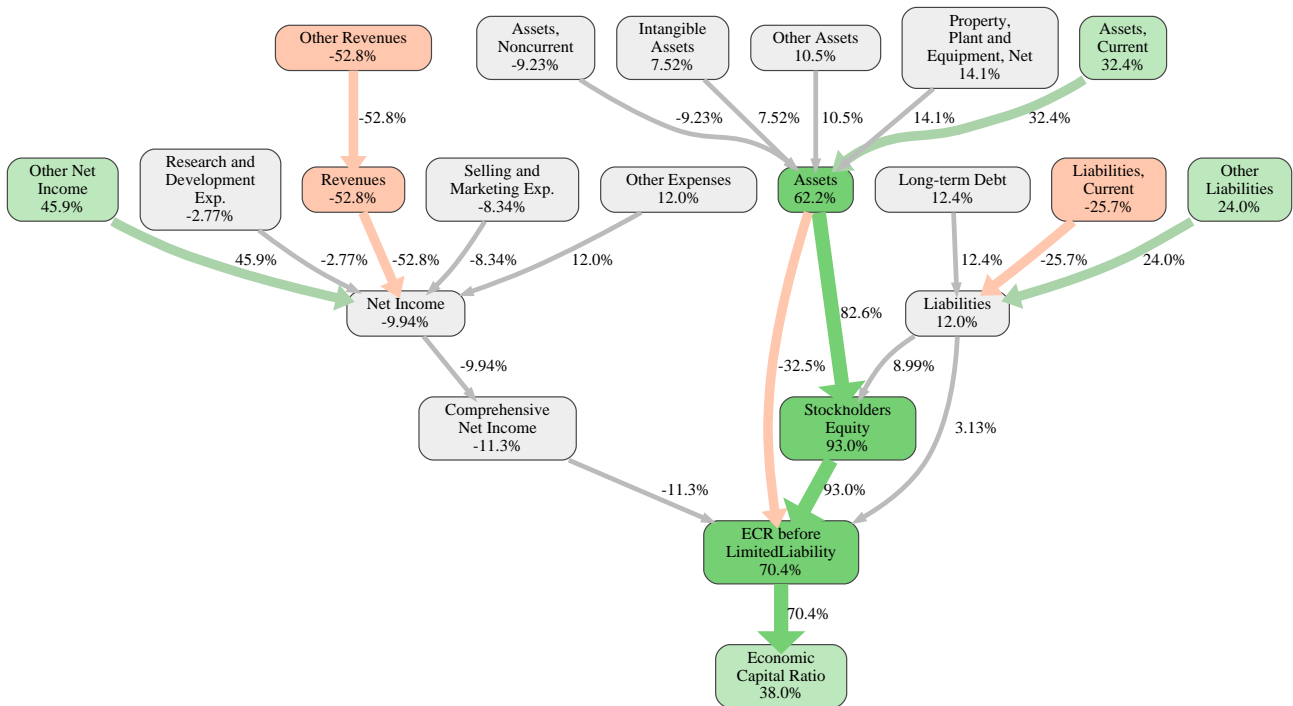 Other Revenues
-52.8%
Assets,
Noncurrent
-9.23%
Intangible
Assets
7.52%
Other Assets
10.5%
Property,
Plant and
Equipment, Net
14.1%
Assets,
Current
32.4%
-52.8%
-9.23%
7.52%
10.5%
14.1%
32.4%
Other Net
Income
45.9%
Research and
Development
Exp.
-2.77%
Revenues
-52.8%
Selling and
Marketing Exp.
-8.34%
Other Expenses
12.0%
Assets
62.2%
Long-term Debt
12.4%
Liabilities,
Current
-25.7%
Other
Liabilities
24.0%
45.9%
-2.77%
-52.8%
-8.34%
12.0%
12.4%
-25.7%
24.0%
Net Income
-9.94%
Liabilities
12.0%
82.6%
-9.94%
-32.5%
8.99%
Comprehensive
Net Income
-11.3%
Stockholders
Equity
93.0%
3.13%
-11.3%
93.0%
ECR before
LimitedLiability
70.4%
70.4%
Economic
Capital Ratio
38.0%